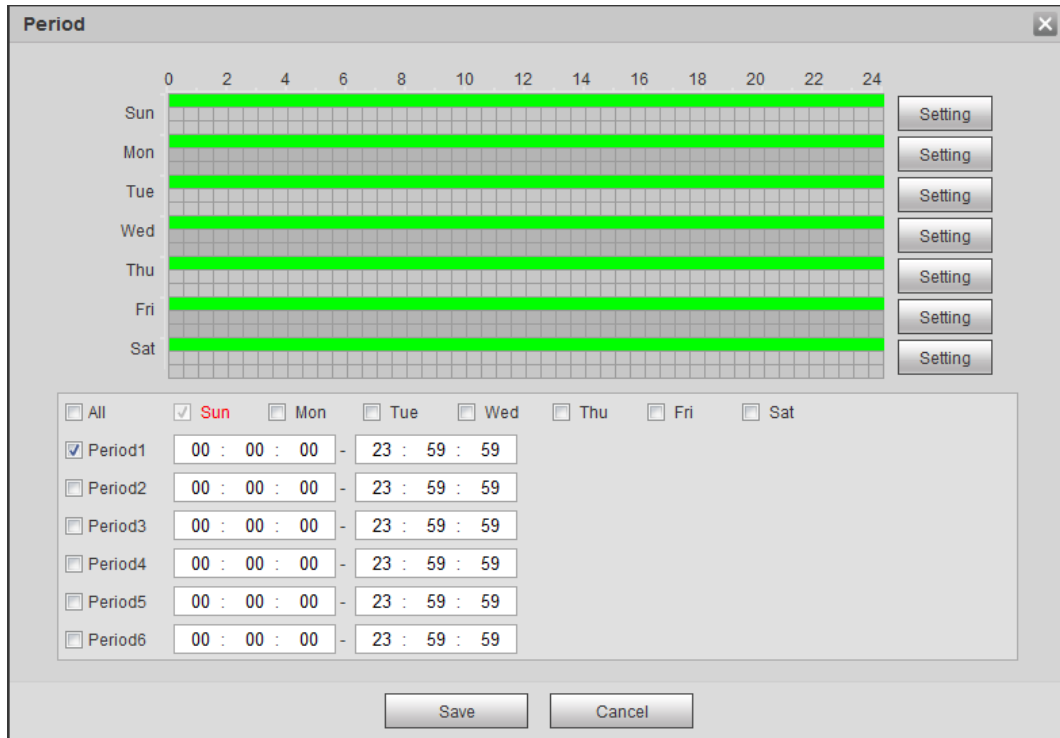 Period
0 2 4 6 8 10 12 14 16 18 20 22 24
Sun Setting
Mon Setting
Tue Setting
Wed Setting
Thu Setting
Fri Setting
Sat Setting
All Sun Mon Tue Wed Thu Fri Sat
Period1 00 : 00 : 00 - 23 : 59 : 59
Period2 00 : 00 : 00 - 23 : 59 : 59
Period3 00 : 00 : 00 - 23 : 59 : 59
Period4 00 : 00 : 00 - 23 : 59 : 59
Period5 00 : 00 : 00 - 23 : 59 : 59
Period6 00 : 00 : 00 - 23 : 59 : 59
Save Cancel